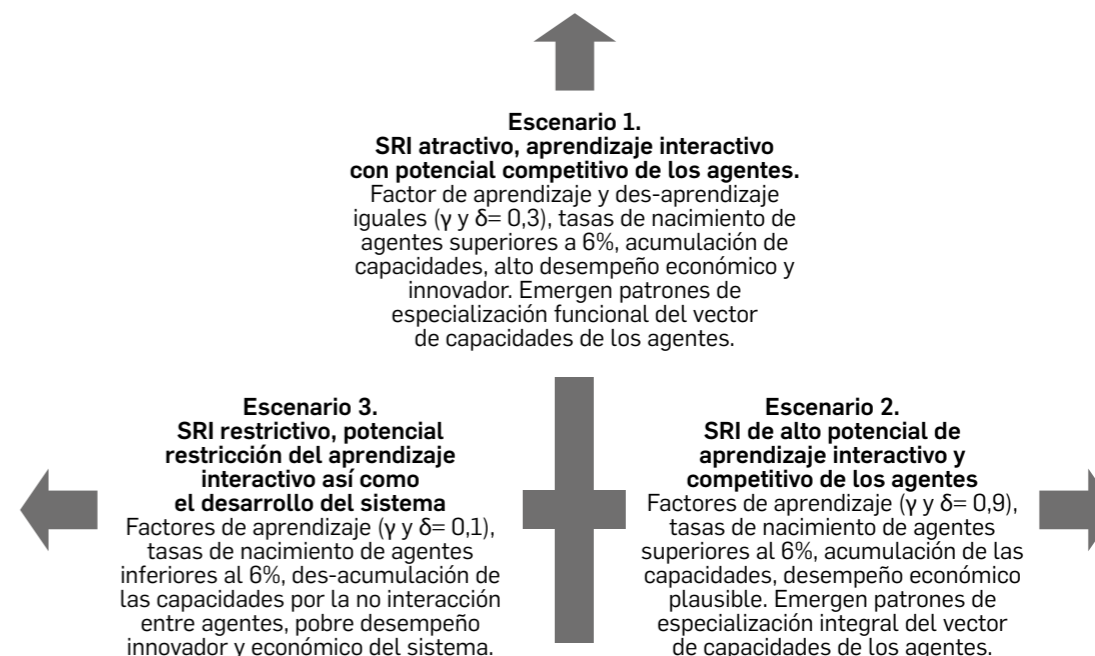 Escenario 1.
SRI atractivo, aprendizaje interactivo
con potencial competitivo de los agentes.
Factor de aprendizaje y des-aprendizaje
iguales (γ y δ= 0,3), tasas de nacimiento de
agentes superiores a 6%, acumulación de
capacidades, alto desempeño económico y
innovador. Emergen patrones de
especialización funcional del vector
de capacidades de los agentes.
Escenario 3.
SRI restrictivo, potencial
restricción del aprendizaje
interactivo así como
el desarrollo del sistema
Factores de aprendizaje (γ y δ= 0,1),
tasas de nacimiento de agentes
inferiores al 6%, des-acumulación de
las capacidades por la no interacción
entre agentes, pobre desempeño
innovador y económico del sistema.
Escenario 2.
SRI de alto potencial de
aprendizaje interactivo y
competitivo de los agentes
Factores de aprendizaje (γ y δ= 0,9),
tasas de nacimiento de agentes
superiores al 6%, acumulación de las
capacidades, desempeño económico
plausible. Emergen patrones de
especialización integral del vector
de capacidades de los agentes.